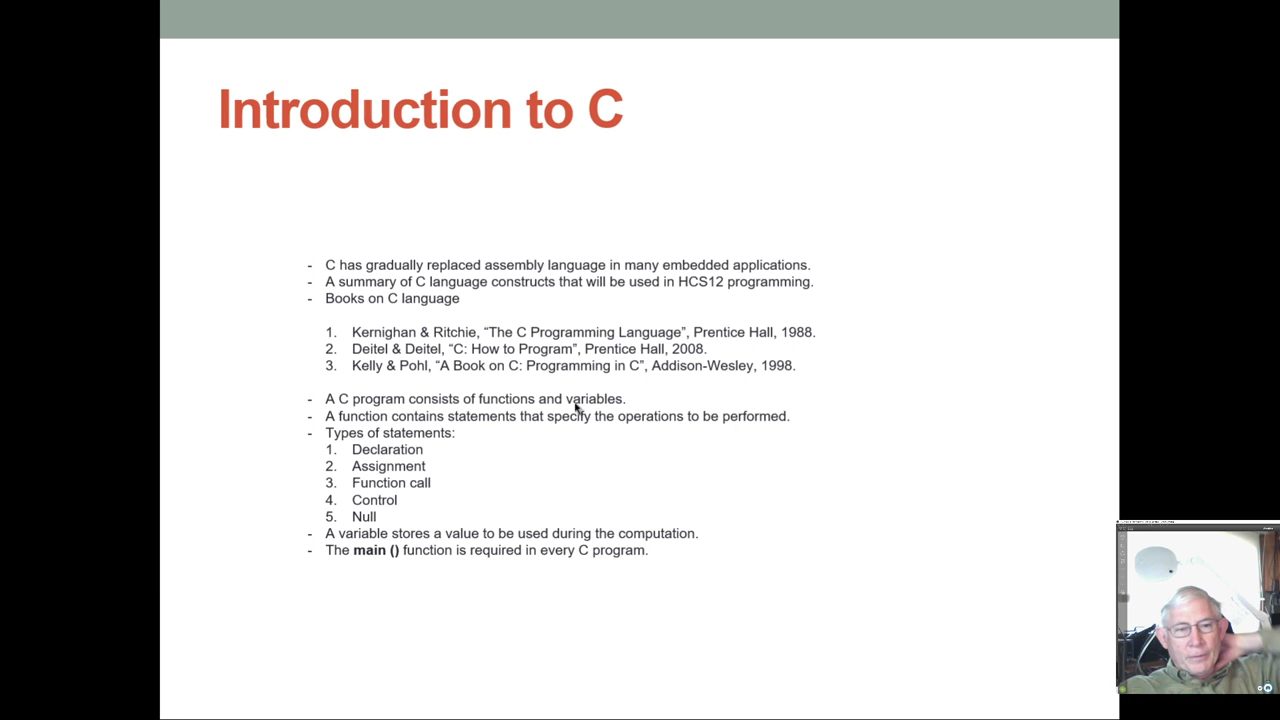 Introduction to C
- C has gradually replaced assembly language in many embedded applications.
- A summary of C language constructs that will be used in HCS12 programming.
- Books on C language
1. Kernighan & Ritchie, “The C Programming Language”, Prentice Hall, 1988.
2. Deitel & Deitel, “C: How to Program”, Prentice Hall, 2008.
3. Kelly & Pohl, “A Book on C: Programming in C”, Addison-Wesley, 1998.
- A C program consists of functions and variables.
- A function contains statements that specify the operations to be performed.
- Types of statements:
1. Declaration
2. Assignment
3. Function call
4. Control
5. Null
- A variable stores a value to be used during the computation.
- The main () function is required in every C program.